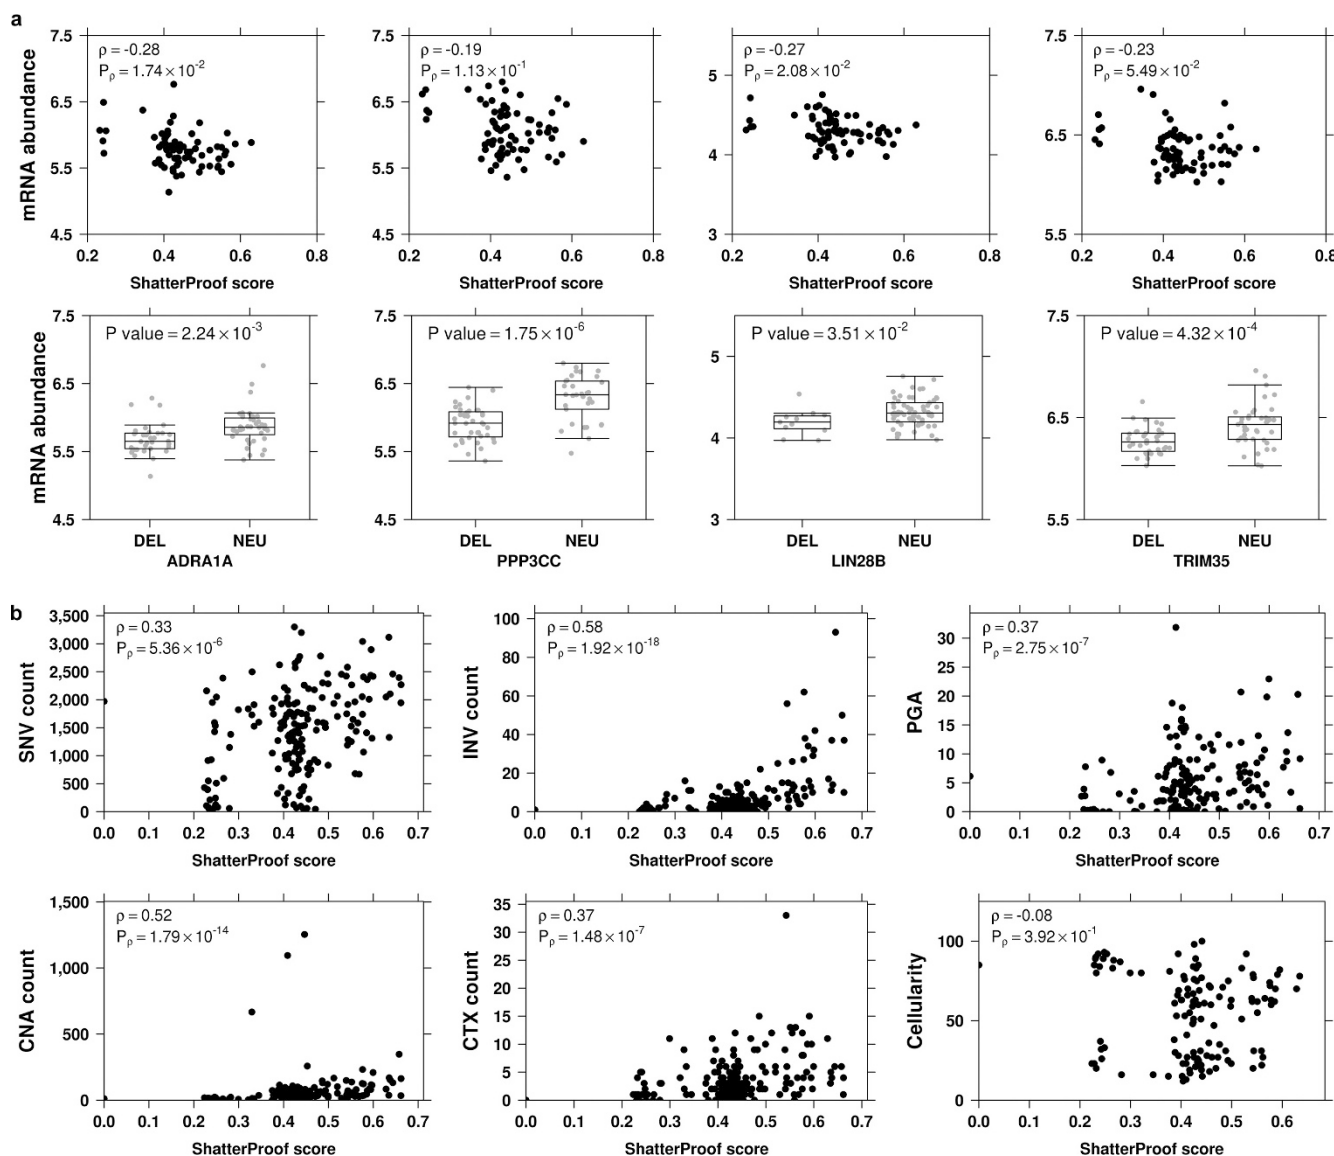 a
7.5
6.5
5.5
4.5
mRNA abundance
ρ = -0.28
Pρ = 1.74 × 10-2
0.2 0.4 0.6 0.8
ShatterProof score
7.5
6.5
5.5
4.5
ρ = -0.19
Pρ = 1.13 × 10-1
0.2 0.4 0.6 0.8
ShatterProof score
5
4
3
ρ = -0.27
Pρ = 2.08 × 10-2
0.2 0.4 0.6 0.8
ShatterProof score
7.5
6.5
5.5
ρ = -0.23
Pρ = 5.49 × 10-2
0.2 0.4 0.6 0.8
ShatterProof score
7.5
6.5
5.5
4.5
mRNA abundance
P value = 2.24 × 10-3
DEL NEU
ADRA1A
7.5
6.5
5.5
4.5
P value = 1.75 × 10-6
DEL NEU
PPP3CC
5
4
3
P value = 3.51 × 10-2
DEL NEU
LIN28B
7.5
6.5
5.5
P value = 4.32 × 10-4
DEL NEU
TRIM35
b
3,500
3,000
2,500
2,000
1,500
1,000
500
0
SNV count
ρ = 0.33
Pρ = 5.36 × 10-6
0.0 0.1 0.2 0.3 0.4 0.5 0.6 0.7
ShatterProof score
100
80
60
40
20
0
INV count
ρ = 0.58
Pρ = 1.92 × 10-18
0.0 0.1 0.2 0.3 0.4 0.5 0.6 0.7
ShatterProof score
30
25
20
15
10
5
0
PGA
ρ = 0.37
Pρ = 2.75 × 10-7
0.0 0.1 0.2 0.3 0.4 0.5 0.6 0.7
ShatterProof score
1,500
1,000
500
0
CNA count
ρ = 0.52
Pρ = 1.79 × 10-14
0.0 0.1 0.2 0.3 0.4 0.5 0.6 0.7
ShatterProof score
35
30
25
20
15
10
5
0
CTX count
ρ = 0.37
Pρ = 1.48 × 10-7
0.0 0.1 0.2 0.3 0.4 0.5 0.6 0.7
ShatterProof score
100
50
0
Cellularity
ρ = -0.08
Pρ = 3.92 × 10-1
0.0 0.1 0.2 0.3 0.4 0.5 0.6
ShatterProof score